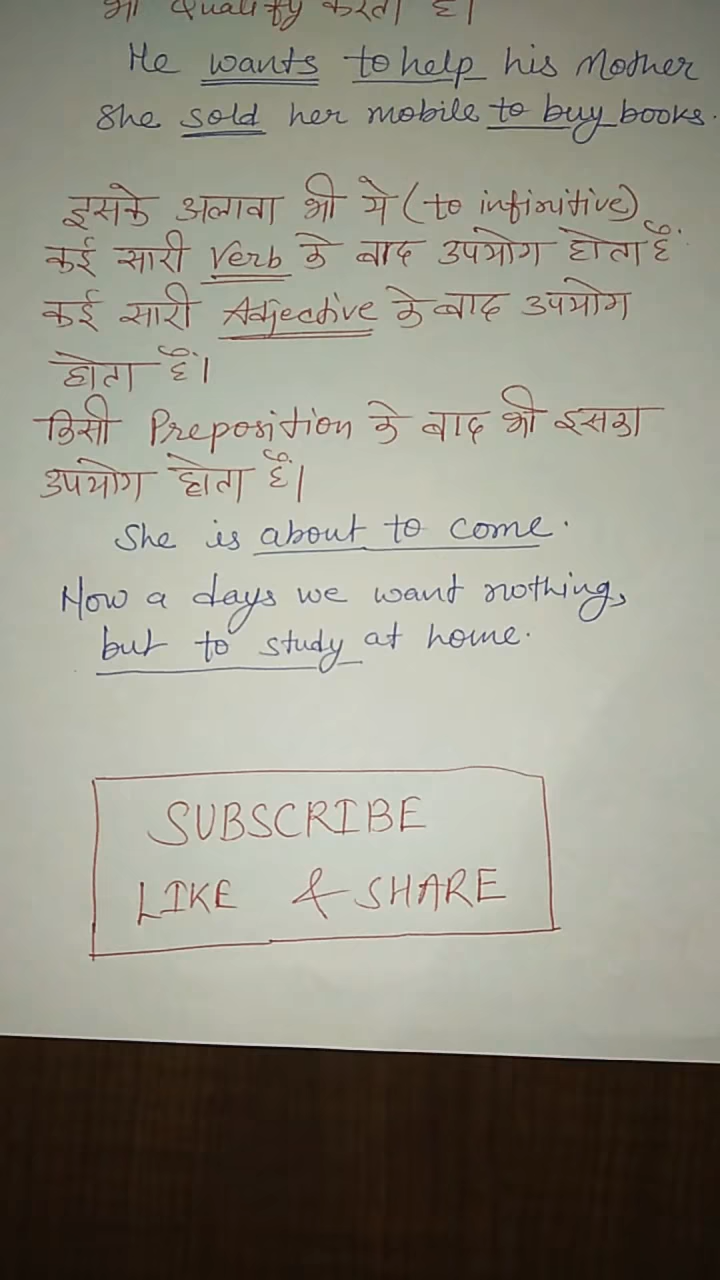 भी Qualify करता है।
He wants to help his Mother
She sold her mobile to buy books.
इसके अलावा भी ये (to infinitive)
कई सारी Verb के बाद उपयोग होता हैं
कई सारी Adjective के बाद उपयोग
होता हैं।
किसी Preposition के बाद भी इसका
उपयोग होता हैं।
She is about to come.
Now a days we want nothing,
but to study at home.
SUBSCRIBE
LIKE & SHARE